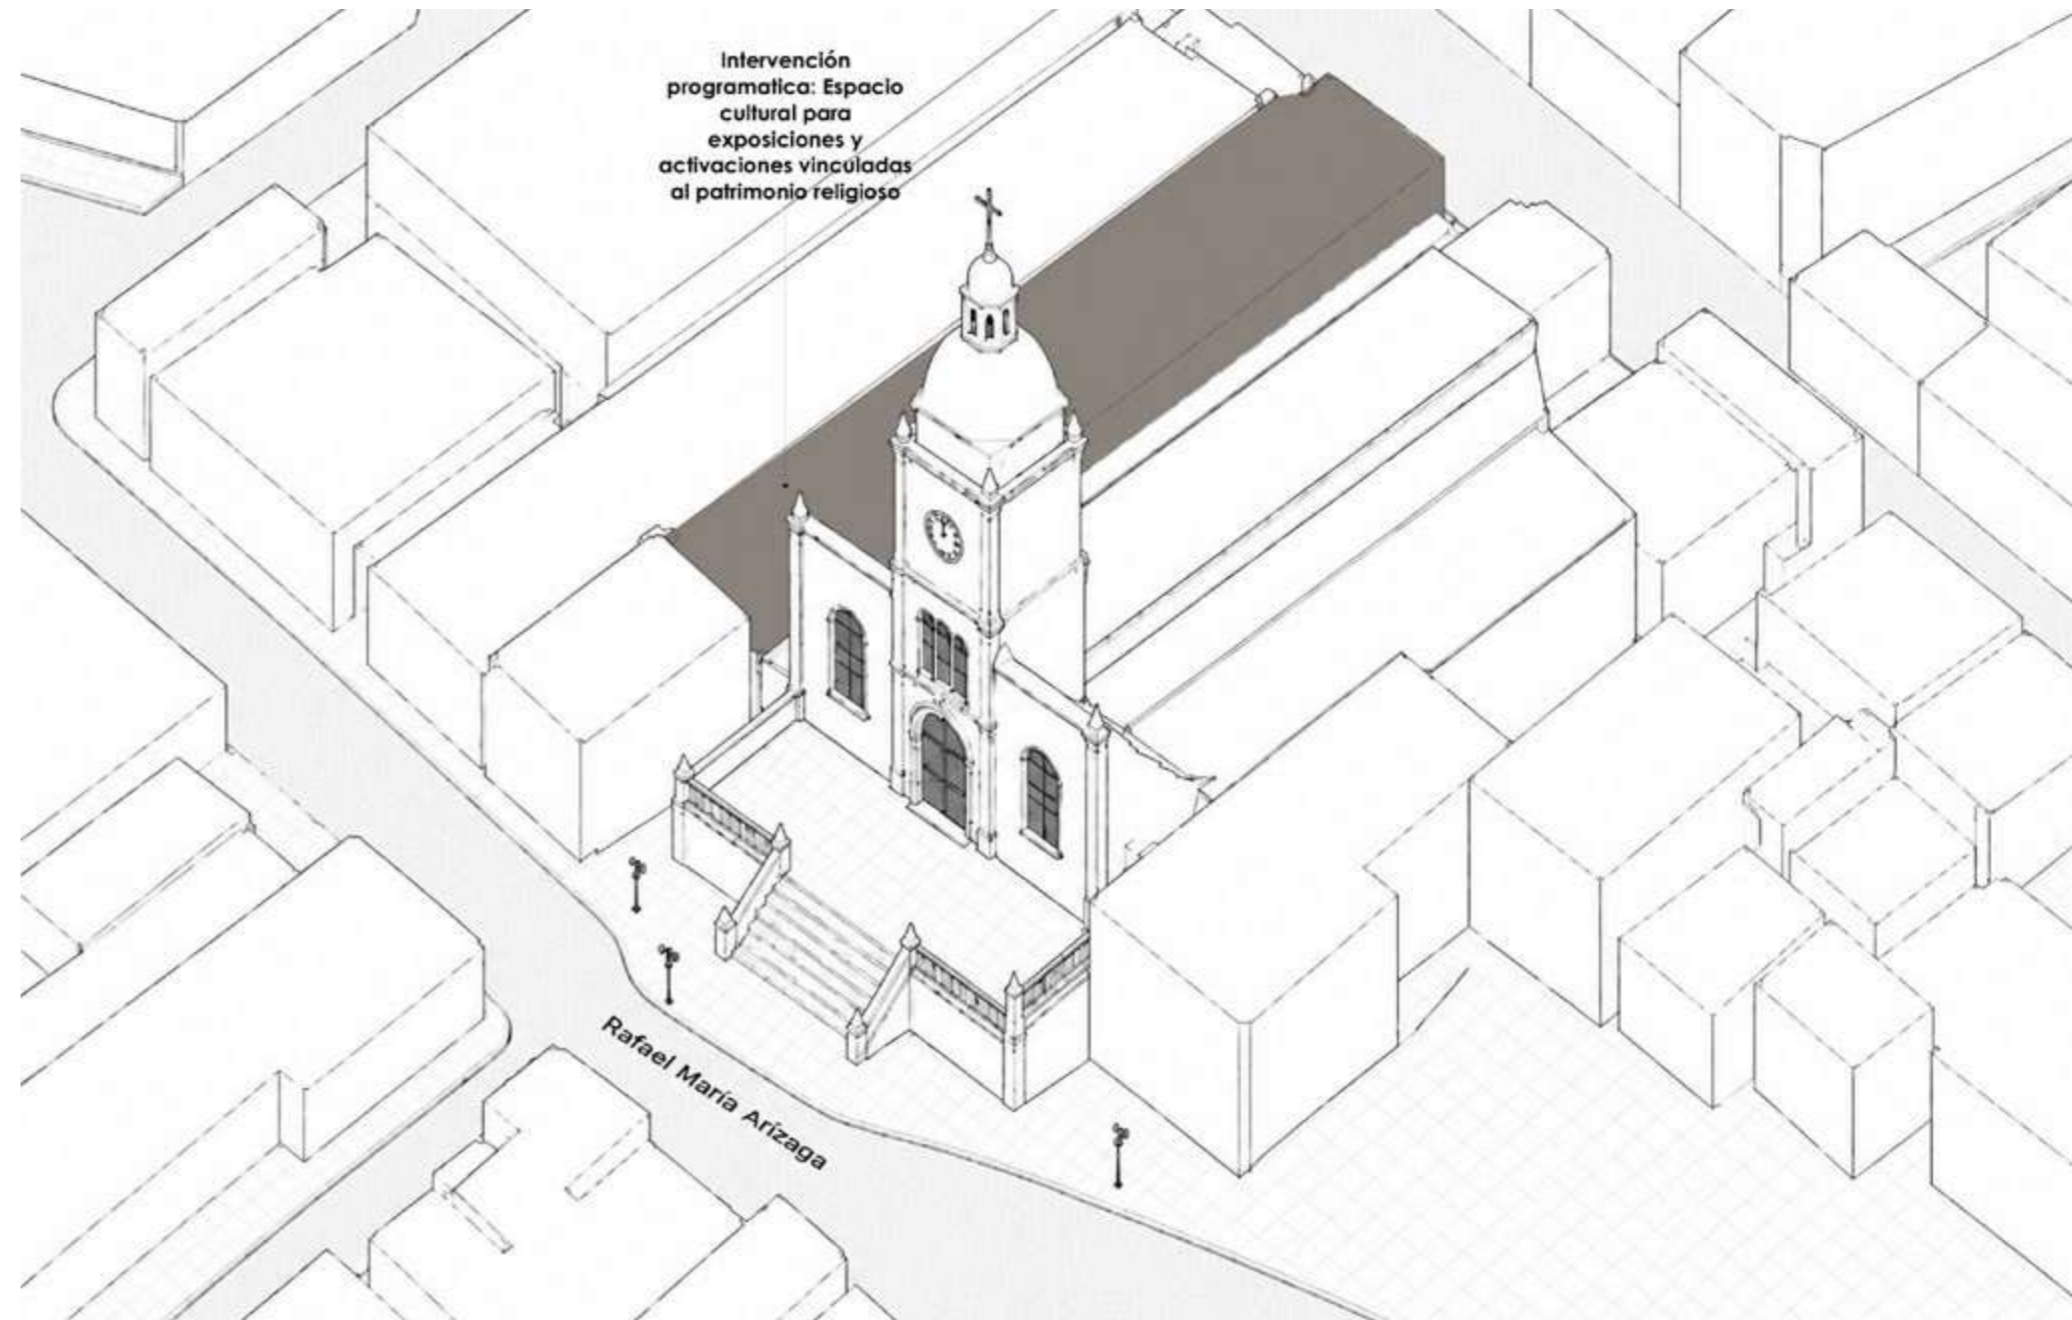 Intervención
programatica: Espacio
cultural para
exposiciones y
activaciones vinculadas
al patrimonio religioso
Rafael María Arízaga